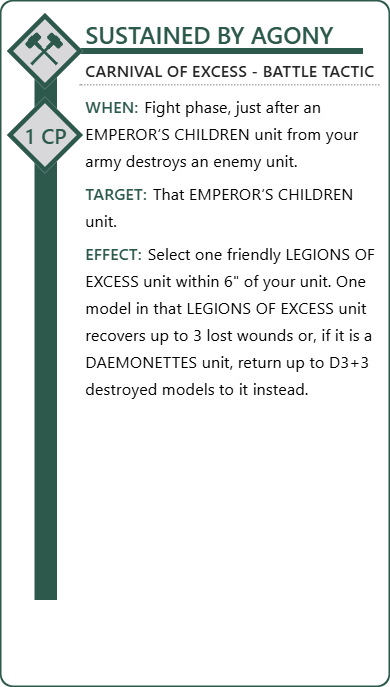 SUSTAINED BY AGONY
CARNIVAL OF EXCESS - BATTLE TACTIC
1 CP
WHEN: Fight phase, just after an
EMPEROR’S CHILDREN unit from your
army destroys an enemy unit.
TARGET: That EMPEROR’S CHILDREN
unit.
EFFECT: Select one friendly LEGIONS OF
EXCESS unit within 6" of your unit. One
model in that LEGIONS OF EXCESS unit
recovers up to 3 lost wounds or, if it is a
DAEMONETTES unit, return up to D3+3
destroyed models to it instead.